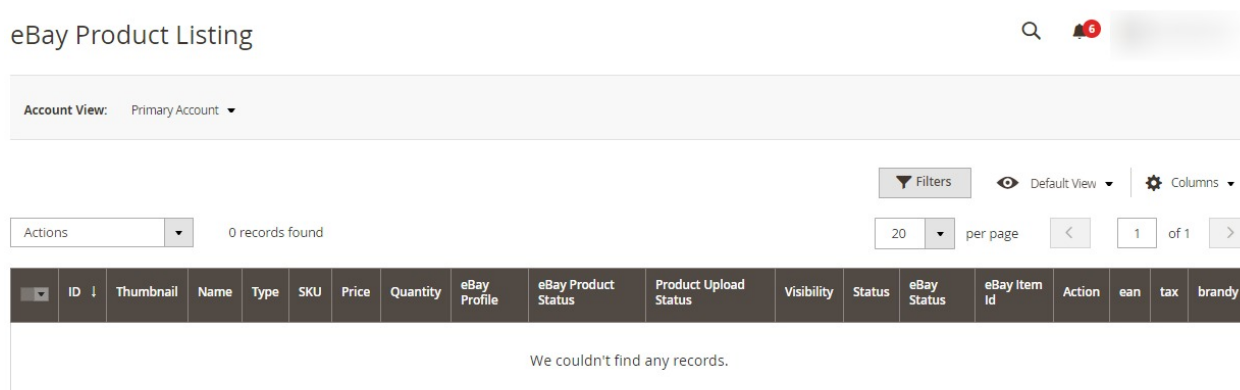 eBay Product Listing
6
Account View: Primary Account
Filters Default View Columns
Actions 0 records found 20 per page 1 of 1
ID ↓ Thumbnail Name Type SKU Price Quantity eBay Profile eBay Product Status Product Upload Status Visibility Status eBay Status eBay Item Id Action ean tax brandy
We couldn't find any records.